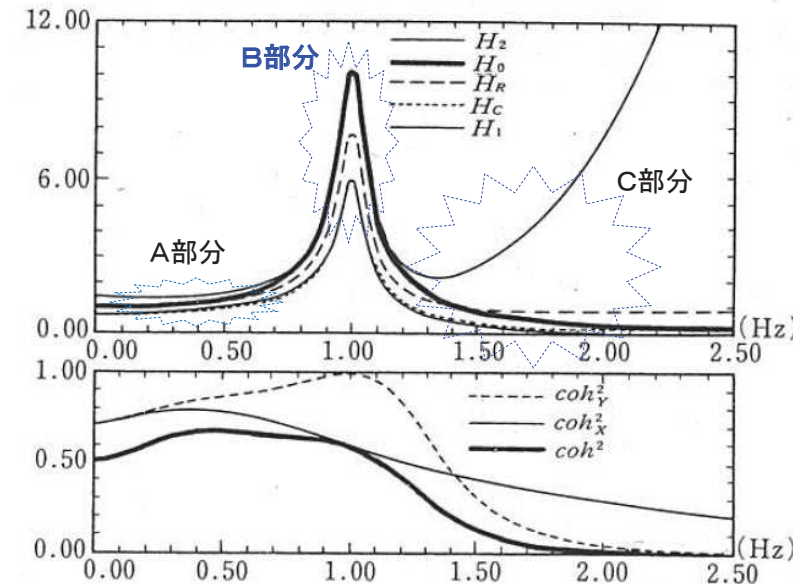 12.00
B部分
H₂
H₀
H_R
H_C
H₁
6.00
C部分
A部分
0.00
0.00 0.50 1.00 1.50 2.00 2.50 (Hz)
1.00
coh²_Y
coh²_X
coh²
0.50
0.00
0.00 0.50 1.00 1.50 2.00 2.50 (Hz)